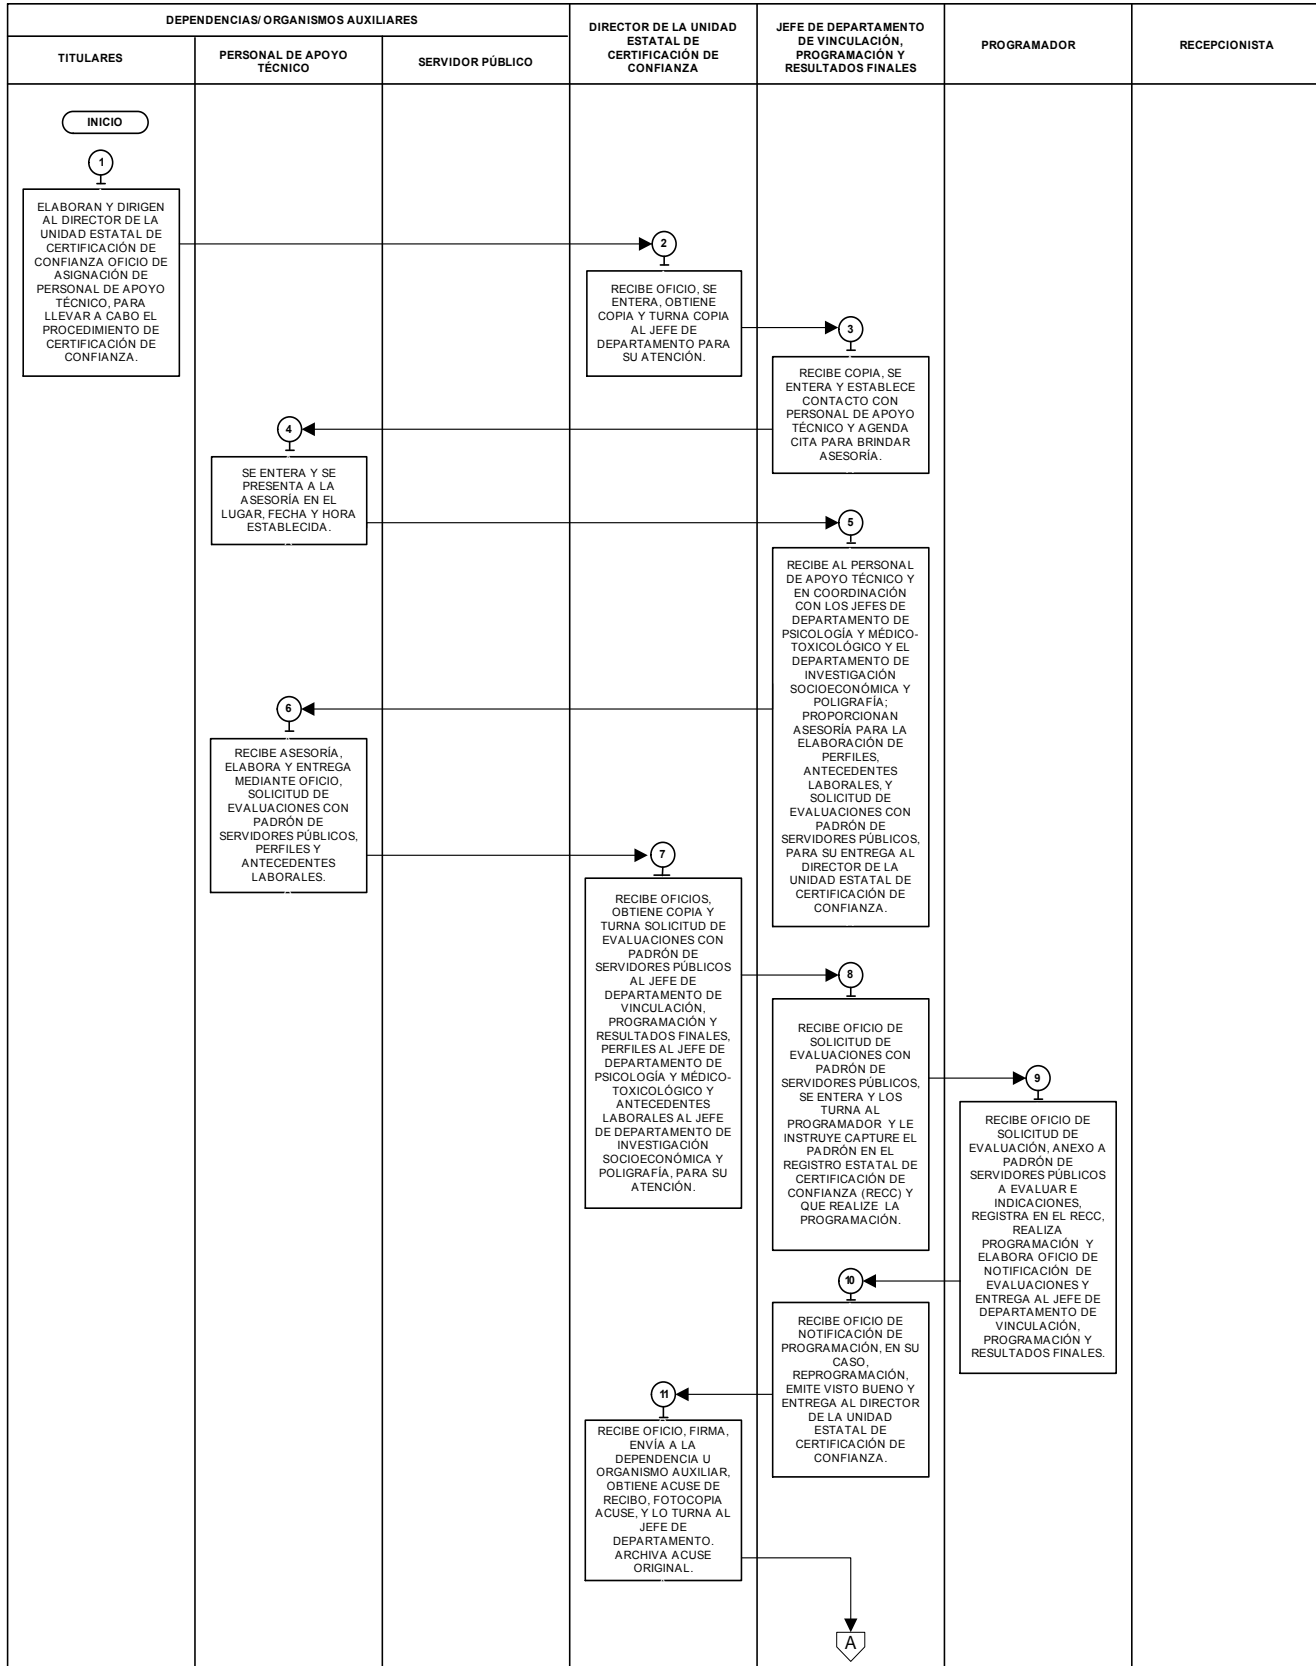 DEPENDENCIAS/ ORGANISMOS AUXILIARES
TITULARES
PERSONAL DE APOYO
TÉCNICO
SERVIDOR PÚBLICO
DIRECTOR DE LA UNIDAD
ESTATAL DE
CERTIFICACIÓN DE
CONFIANZA
JEFE DE DEPARTAMENTO
DE VINCULACIÓN,
PROGRAMACIÓN Y
RESULTADOS FINALES
PROGRAMADOR
RECEPCIONISTA
INICIO
1
ELABORAN Y DIRIGEN
AL DIRECTOR DE LA
UNIDAD ESTATAL DE
CERTIFICACIÓN DE
CONFIANZA OFICIO DE
ASIGNACIÓN DE
PERSONAL DE APOYO
TÉCNICO, PARA
LLEVAR A CABO EL
PROCEDIMIENTO DE
CERTIFICACIÓN DE
CONFIANZA.
2
RECIBE OFICIO, SE
ENTERA, OBTIENE
COPIA Y TURNA COPIA
AL JEFE DE
DEPARTAMENTO PARA
SU ATENCIÓN.
3
RECIBE COPIA, SE
ENTERA Y ESTABLECE
CONTACTO CON
PERSONAL DE APOYO
TÉCNICO Y AGENDA
CITA PARA BRINDAR
ASESORÍA.
4
SE ENTERA Y SE
PRESENTA A LA
ASESORÍA EN EL
LUGAR, FECHA Y HORA
ESTABLECIDA.
5
RECIBE AL PERSONAL
DE APOYO TÉCNICO Y
EN COORDINACIÓN
CON LOS JEFES DE
DEPARTAMENTO DE
PSICOLOGÍA Y MÉDICO-
TOXICOLÓGICO Y EL
DEPARTAMENTO DE
INVESTIGACIÓN
SOCIOECONÓMICA Y
POLIGRAFÍA;
PROPORCIONAN
ASESORÍA PARA LA
ELABORACIÓN DE
PERFILES,
ANTECEDENTES
LABORALES, Y
SOLICITUD DE
EVALUACIONES CON
PADRÓN DE
SERVIDORES PÚBLICOS,
PARA SU ENTREGA AL
DIRECTOR DE LA
UNIDAD ESTATAL DE
CERTIFICACIÓN DE
CONFIANZA.
6
RECIBE ASESORÍA,
ELABORA Y ENTREGA
MEDIANTE OFICIO,
SOLICITUD DE
EVALUACIONES CON
PADRÓN DE
SERVIDORES PÚBLICOS,
PERFILES Y
ANTECEDENTES
LABORALES.
7
RECIBE OFICIOS,
OBTIENE COPIA Y
TURNA SOLICITUD DE
EVALUACIONES CON
PADRÓN DE
SERVIDORES PÚBLICOS
AL JEFE DE
DEPARTAMENTO DE
VINCULACIÓN,
PROGRAMACIÓN Y
RESULTADOS FINALES,
PERFILES AL JEFE DE
DEPARTAMENTO DE
PSICOLOGÍA Y MÉDICO-
TOXICOLÓGICO Y
ANTECEDENTES
LABORALES AL JEFE
DE DEPARTAMENTO DE
INVESTIGACIÓN
SOCIOECONÓMICA Y
POLIGRAFÍA, PARA SU
ATENCIÓN.
8
RECIBE OFICIO DE
SOLICITUD DE
EVALUACIONES CON
PADRÓN DE
SERVIDORES PÚBLICOS,
SE ENTERA Y LOS
TURNA AL
PROGRAMADOR Y LE
INSTRUYE CAPTURE EL
PADRÓN EN EL
REGISTRO ESTATAL DE
CERTIFICACIÓN DE
CONFIANZA (RECC) Y
QUE REALIZE LA
PROGRAMACIÓN.
9
RECIBE OFICIO DE
SOLICITUD DE
EVALUACIÓN, ANEXO A
PADRÓN DE
SERVIDORES PÚBLICOS
A EVALUAR E
INDICACIONES,
REGISTRA EN EL RECC,
REALIZA
PROGRAMACIÓN Y
ELABORA OFICIO DE
NOTIFICACIÓN DE
EVALUACIONES Y
ENTREGA AL JEFE DE
DEPARTAMENTO DE
VINCULACIÓN,
PROGRAMACIÓN Y
RESULTADOS FINALES.
10
RECIBE OFICIO DE
NOTIFICACIÓN DE
PROGRAMACIÓN, EN SU
CASO,
REPROGRAMACIÓN,
EMITE VISTO BUENO Y
ENTREGA AL DIRECTOR
DE LA UNIDAD
ESTATAL DE
CERTIFICACIÓN DE
CONFIANZA.
11
RECIBE OFICIO, FIRMA,
ENVÍA A LA
DEPENDENCIA U
ORGANISMO AUXILIAR,
OBTIENE ACUSE DE
RECIBO, FOTOCOPIA
ACUSE, Y LO TURNA AL
JEFE DE
DEPARTAMENTO.
ARCHIVA ACUSE
ORIGINAL.
A